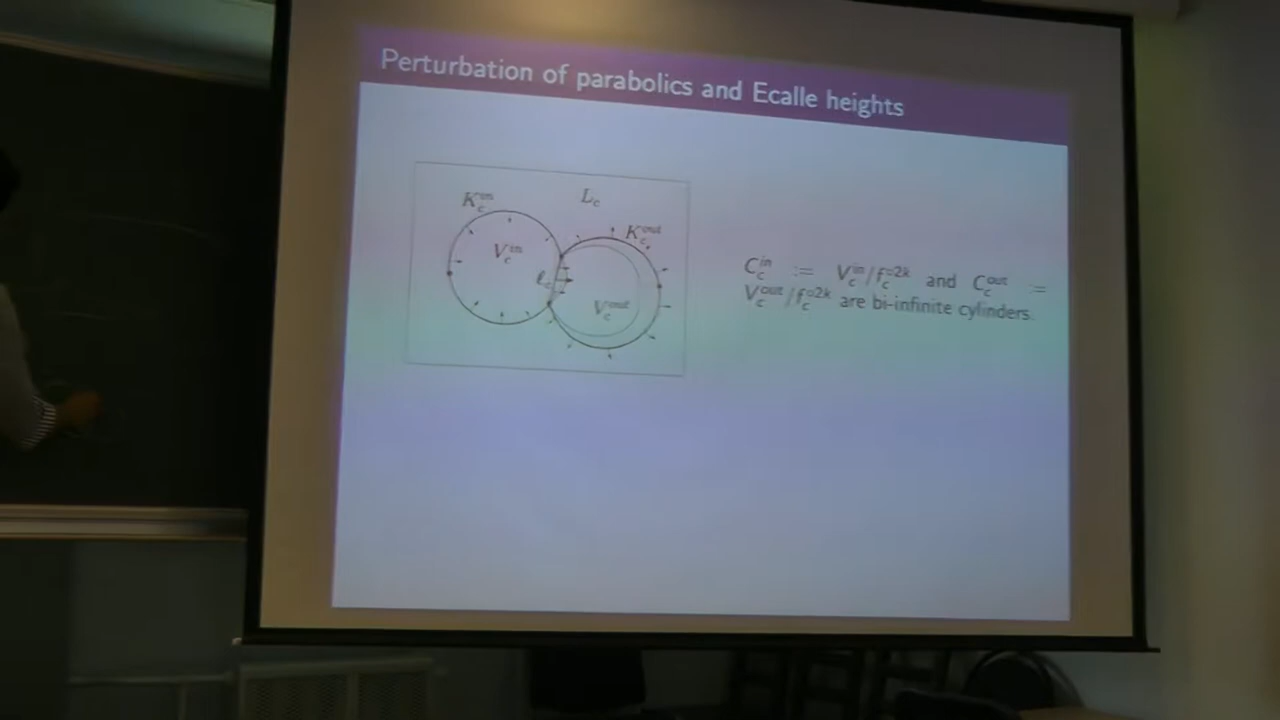 Perturbation of parabolics and Ecalle heights
K_c^{in}
L_c
K_c^{out}
V_c^{in}
ℓ_c
V_c^{out}
C_c^{in} := V_c^{in}/f_c^{∘2k} and C_c^{out} :=
V_c^{out}/f_c^{∘2k} are bi-infinite cylinders.